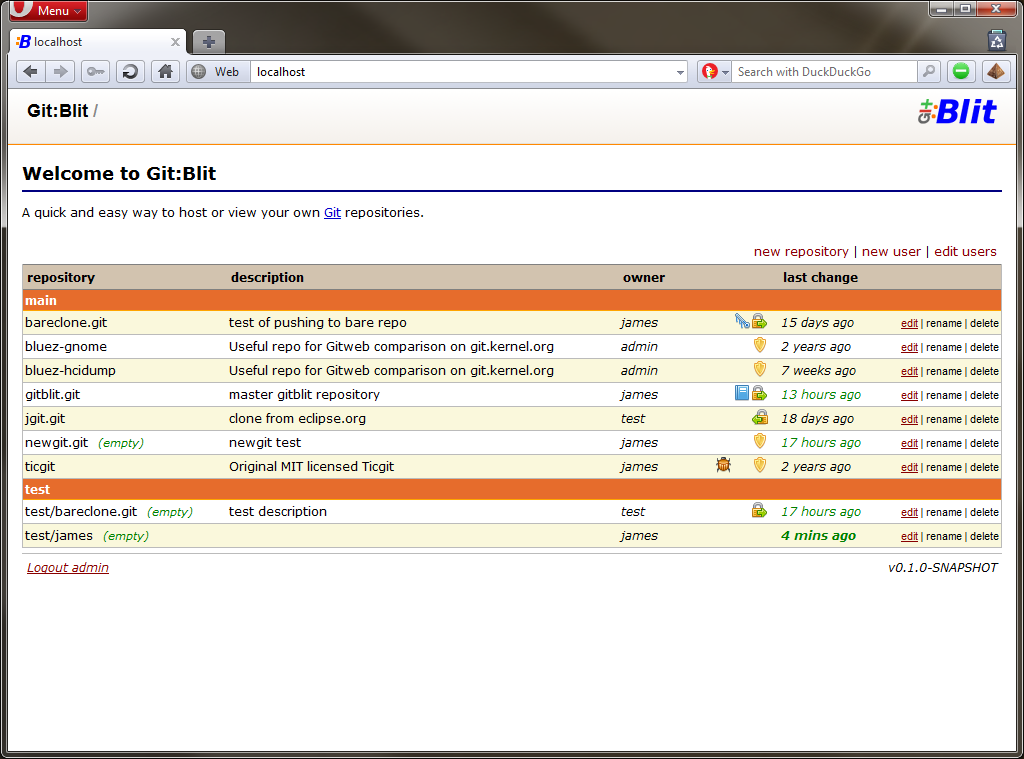 Menu
localhost
Web localhost Search with DuckDuckGo
Git:Blit / Git:Blit
Welcome to Git:Blit
A quick and easy way to host or view your own Git repositories.
new repository | new user | edit users
repository description owner last change
main
bareclone.git test of pushing to bare repo james 15 days ago edit | rename | delete
bluez-gnome Useful repo for Gitweb comparison on git.kernel.org admin 2 years ago edit | rename | delete
bluez-hcidump Useful repo for Gitweb comparison on git.kernel.org admin 7 weeks ago edit | rename | delete
gitblit.git master gitblit repository james 13 hours ago edit | rename | delete
jgit.git clone from eclipse.org test 18 days ago edit | rename | delete
newgit.git (empty) newgit test james 17 hours ago edit | rename | delete
ticgit Original MIT licensed Ticgit james 2 years ago edit | rename | delete
test
test/bareclone.git (empty) test description test 17 hours ago edit | rename | delete
test/james (empty) james 4 mins ago edit | rename | delete
Logout admin v0.1.0-SNAPSHOT